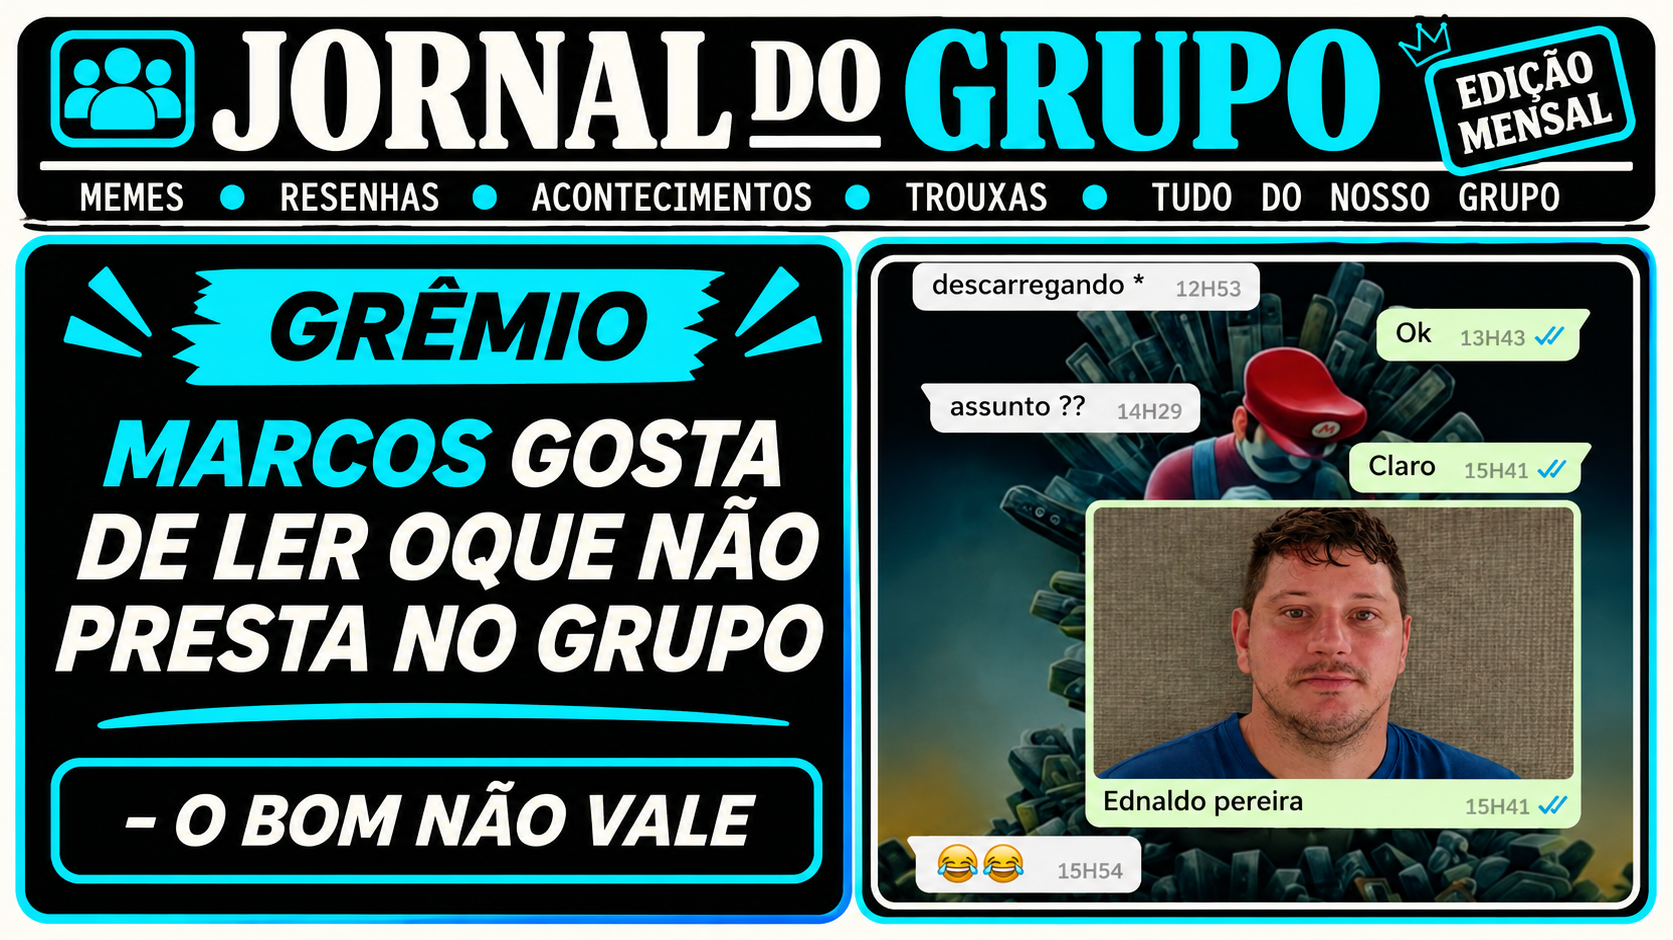 JORNAL DO GRUPO
EDIÇÃO
MENSAL
MEMES • RESENHAS • ACONTECIMENTOS • TROUXAS • TUDO DO NOSSO GRUPO
GRÊMIO
MARCOS GOSTA
DE LER OQUE NÃO
PRESTA NO GRUPO
- O BOM NÃO VALE
descarregando * 12H53
Ok 13H43
assunto ?? 14H29
M
Claro 15H41
Ednaldo pereira 15H41
😂😂 15H54